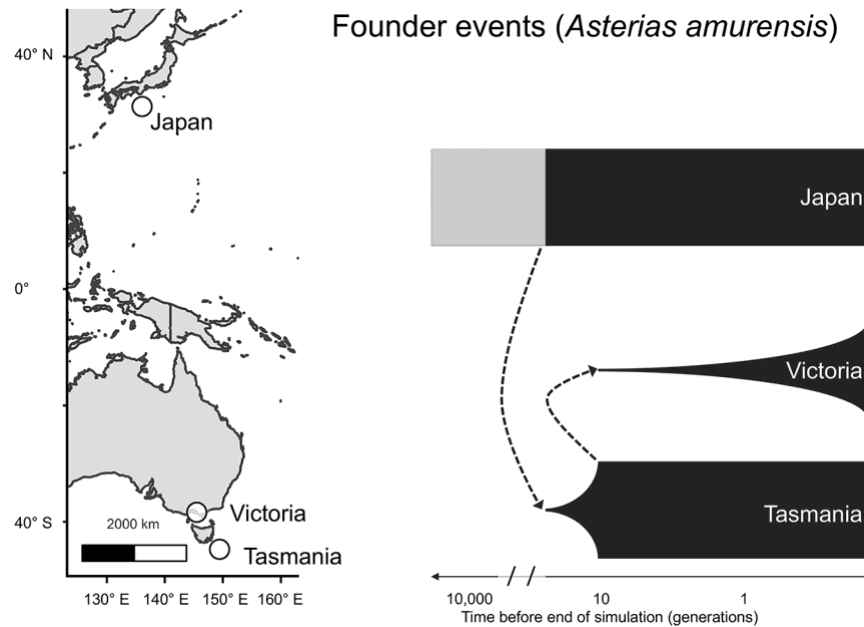 Founder events (Asterias amurensis)
40° N
Japan
0°
40° S
2000 km
Victoria
Tasmania
130° E 140° E 150° E 160° E
Japan
Victoria
Tasmania
10,000 10 1
Time before end of simulation (generations)